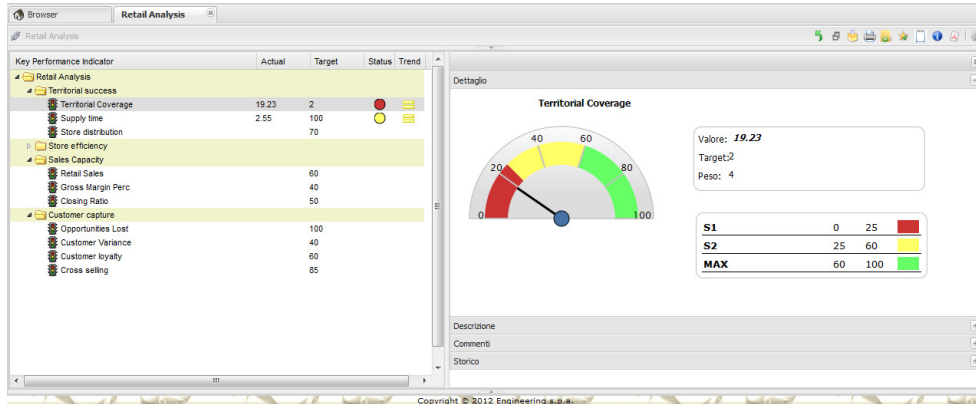 Browser Retail Analysis
Retail Analysis
Key Performance Indicator Actual Target Status Trend
Retail Analysis
Territorial success
Territorial Coverage 19.23 2
Supply time 2.55 100
Store distribution 70
Store efficiency
Sales Capacity
Retail Sales 60
Gross Margin Perc 40
Closing Ratio 50
Customer capture
Opportunities Lost 100
Customer Variance 40
Customer loyalty 60
Cross selling 85
Dettaglio
Territorial Coverage
0 20 40 60 80 100
Valore: 19.23
Target:2
Peso: 4
S1 0 25
S2 25 60
MAX 60 100
Descrizione
Commenti
Storico
Copyright © 2012 Engineering s.p.a.